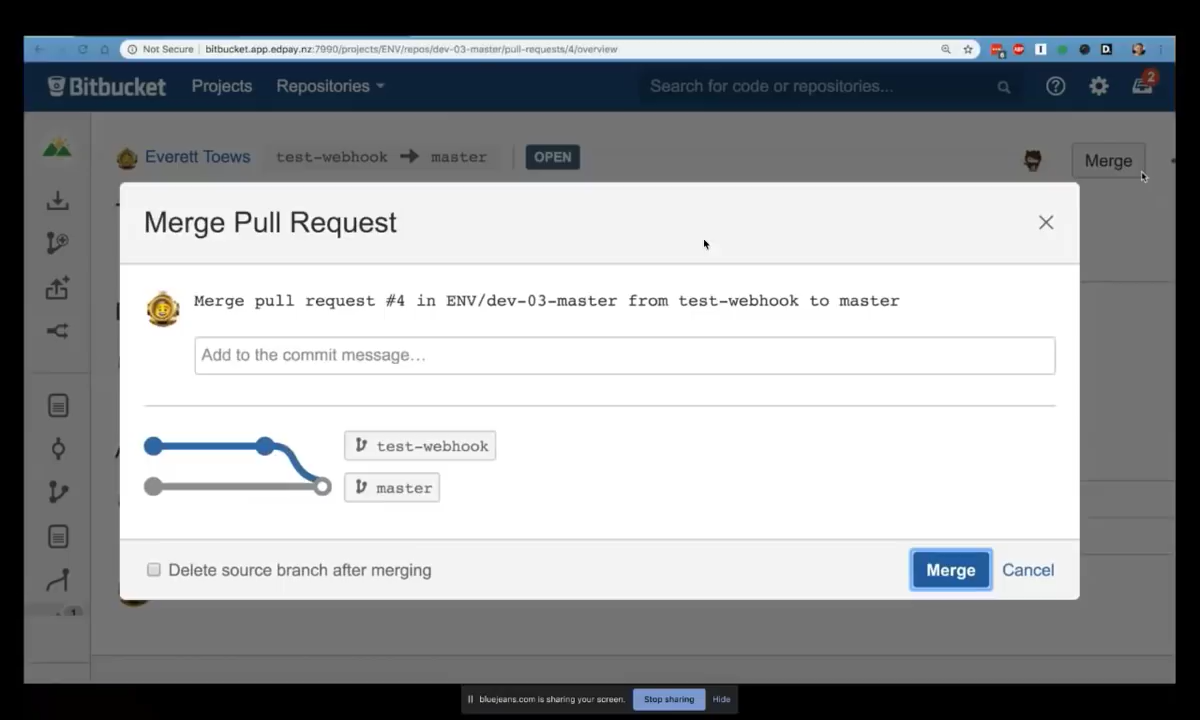 Not Secure bitbucket.app.edpay.nz:7990/projects/ENV/repos/dev-03-master/pull-requests/4/overview
Bitbucket Projects Repositories Search for code or repositories... 2
Everett Toews test-webhook master OPEN Merge
Merge Pull Request
Merge pull request #4 in ENV/dev-03-master from test-webhook to master
Add to the commit message...
test-webhook
master
Delete source branch after merging Merge Cancel
1
bluejeans.com is sharing your screen. Stop sharing Hide